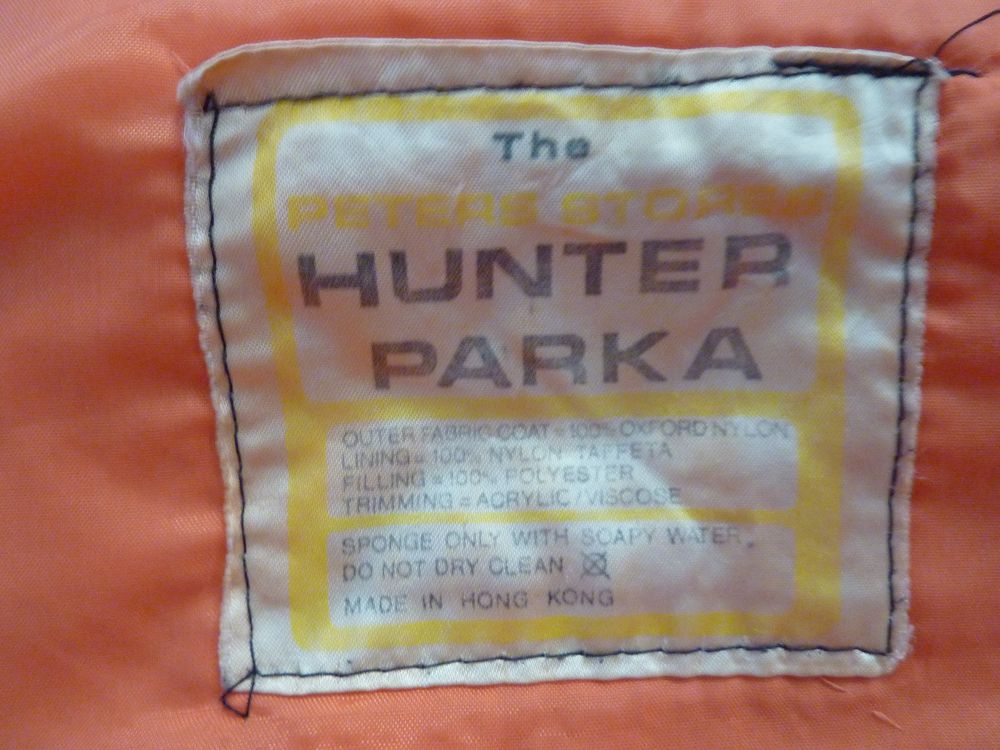 The
PETERS STORES
HUNTER
PARKA
OUTER FABRIC COAT = 100% OXFORD NYLON
LINING = 100% NYLON TAFFETA
FILLING = 100% POLYESTER
TRIMMING = ACRYLIC/VISCOSE
SPONGE ONLY WITH SOAPY WATER.
DO NOT DRY CLEAN
MADE IN HONG KONG